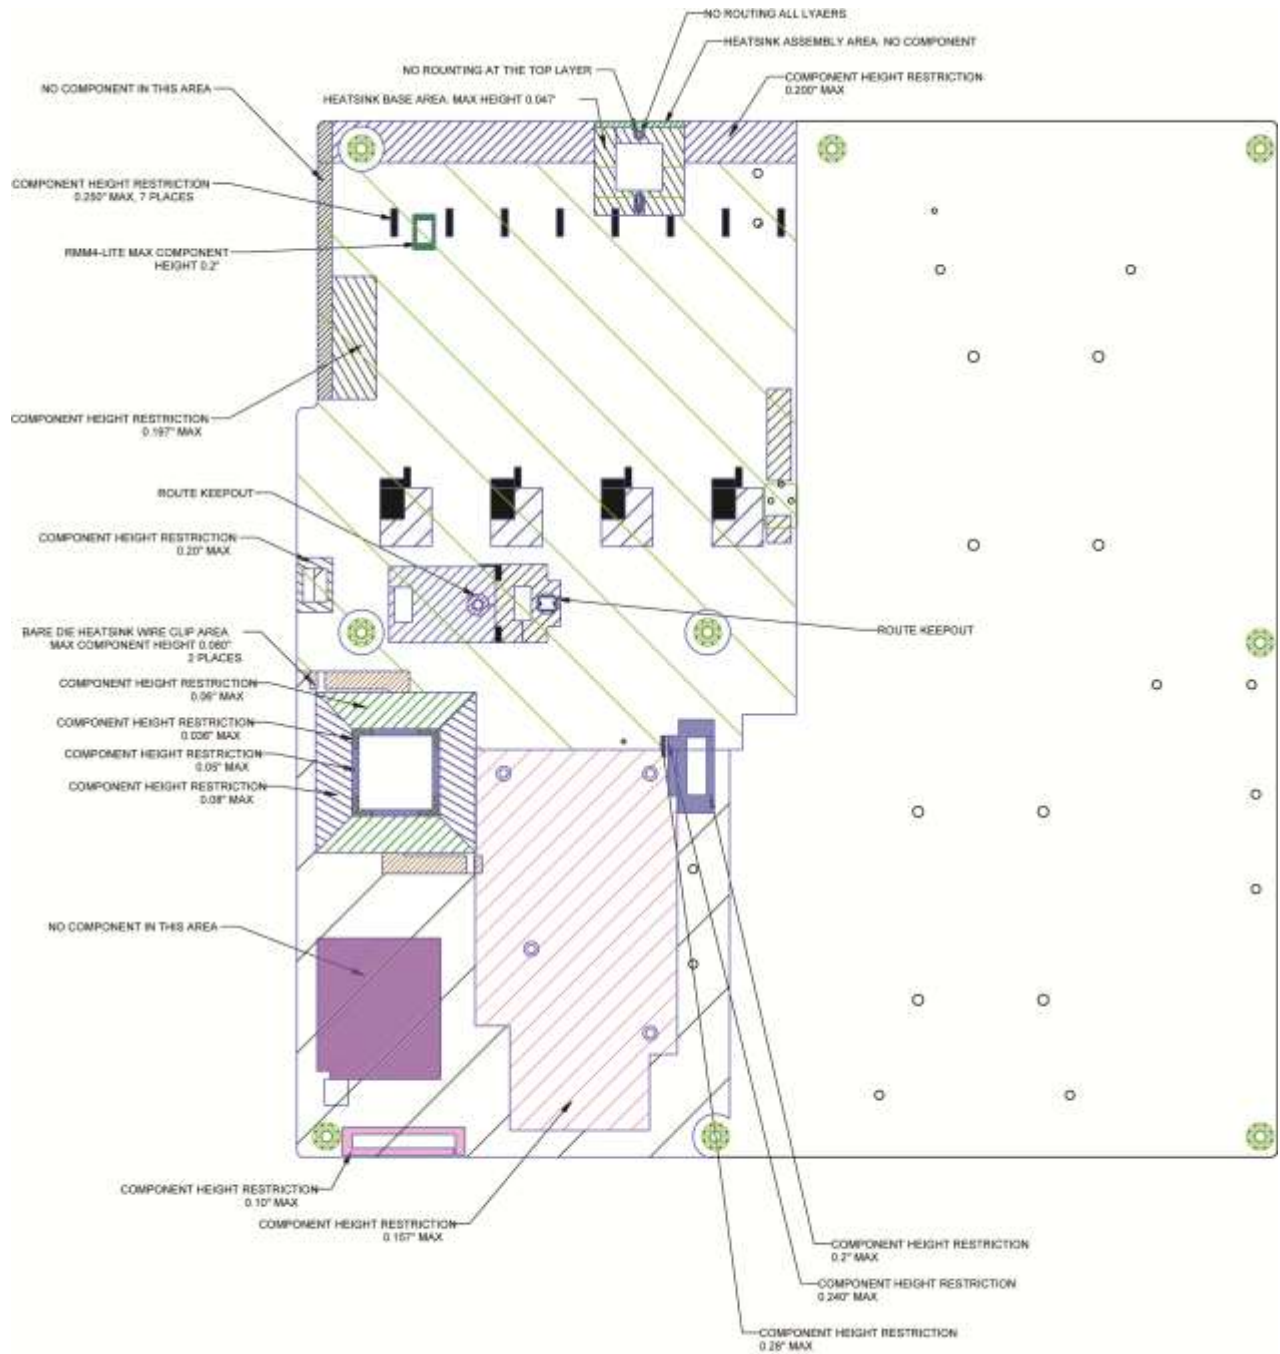 NO ROUTING ALL LYAERS
HEATSINK ASSEMBLY AREA: NO COMPONENT
NO ROUNTING AT THE TOP LAYER
COMPONENT HEIGHT RESTRICTION
0.200" MAX
NO COMPONENT IN THIS AREA
HEATSINK BASE AREA. MAX HEIGHT 0.047"
COMPONENT HEIGHT RESTRICTION
0.250" MAX, 7 PLACES
RMM4-LITE MAX COMPONENT
HEIGHT 0.2"
COMPONENT HEIGHT RESTRICTION
0.197" MAX
ROUTE KEEPOUT
COMPONENT HEIGHT RESTRICTION
0.20" MAX
BARE DIE HEATSINK WIRE CLIP AREA
MAX COMPONENT HEIGHT 0.060"
2 PLACES
ROUTE KEEPOUT
COMPONENT HEIGHT RESTRICTION
0.06" MAX
COMPONENT HEIGHT RESTRICTION
0.036" MAX
COMPONENT HEIGHT RESTRICTION
0.05" MAX
COMPONENT HEIGHT RESTRICTION
0.08" MAX
NO COMPONENT IN THIS AREA
COMPONENT HEIGHT RESTRICTION
0.10" MAX
COMPONENT HEIGHT RESTRICTION
0.157" MAX
COMPONENT HEIGHT RESTRICTION
0.2" MAX
COMPONENT HEIGHT RESTRICTION
0.240" MAX
COMPONENT HEIGHT RESTRICTION
0.28" MAX